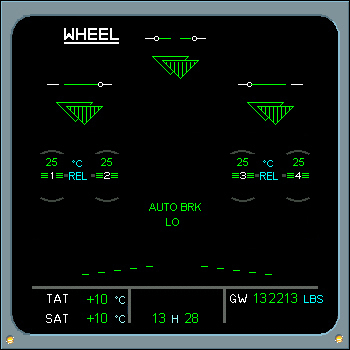 WHEEL
25 °C 25 25 °C 25
1 REL 2 3 REL 4
AUTO BRK
LO
TAT +10 °C GW 132213 LBS
SAT +10 °C 13 H 28